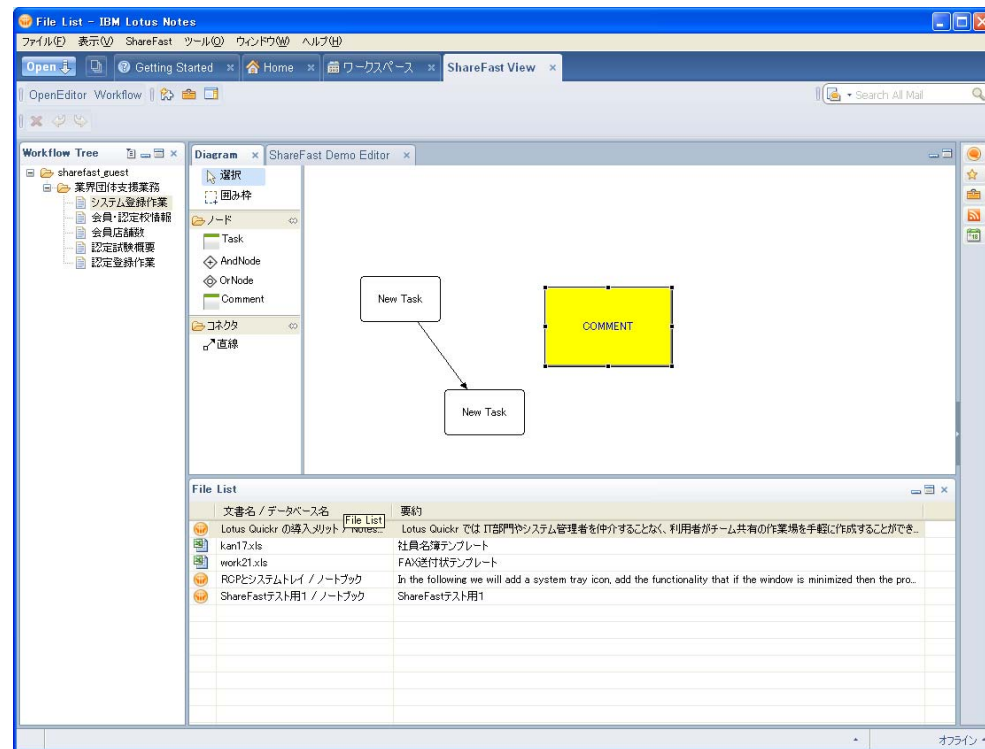 File List - IBM Lotus Notes
ファイル(F) 表示(V) ShareFast ツール(O) ウィンドウ(W) ヘルプ(H)
Open Getting Started Home ワークスペース ShareFast View
OpenEditor Workflow Search All Mail
Workflow Tree
sharefast_guest
業界団体支援業務
システム登録作業
会員・認定校情報
会員店舗数
認定試験概要
認定登録作業
Diagram ShareFast Demo Editor
選択
囲み枠
ノード
Task
AndNode
OrNode
Comment
コネクタ
直線
New Task
COMMENT
New Task
File List
文書名 / データベース名 要約
File List
Lotus Quickr の導入メリット / Notes... Lotus Quickr では IT部門やシステム管理者を仲介することなく、利用者がチーム共有の作業場を手軽に作成することができ...
kan17.xls 社員名簿テンプレート
work21.xls FAX送付状テンプレート
RCPとシステムトレイ / ノートブック In the following we will add a system tray icon, add the functionality that if the window is minimized then the pro...
ShareFastテスト用1 / ノートブック ShareFastテスト用1
オフライン